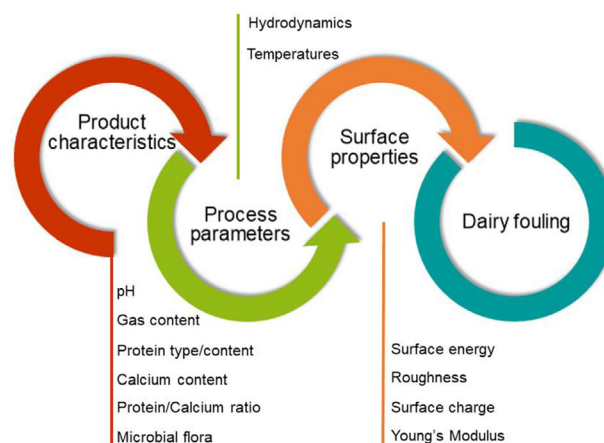 Hydrodynamics
Temperatures
Product
characteristics
Surface
properties
Process
parameters
Dairy fouling
pH
Gas content
Protein type/content
Calcium content
Protein/Calcium ratio
Microbial flora
Surface energy
Roughness
Surface charge
Young's Modulus